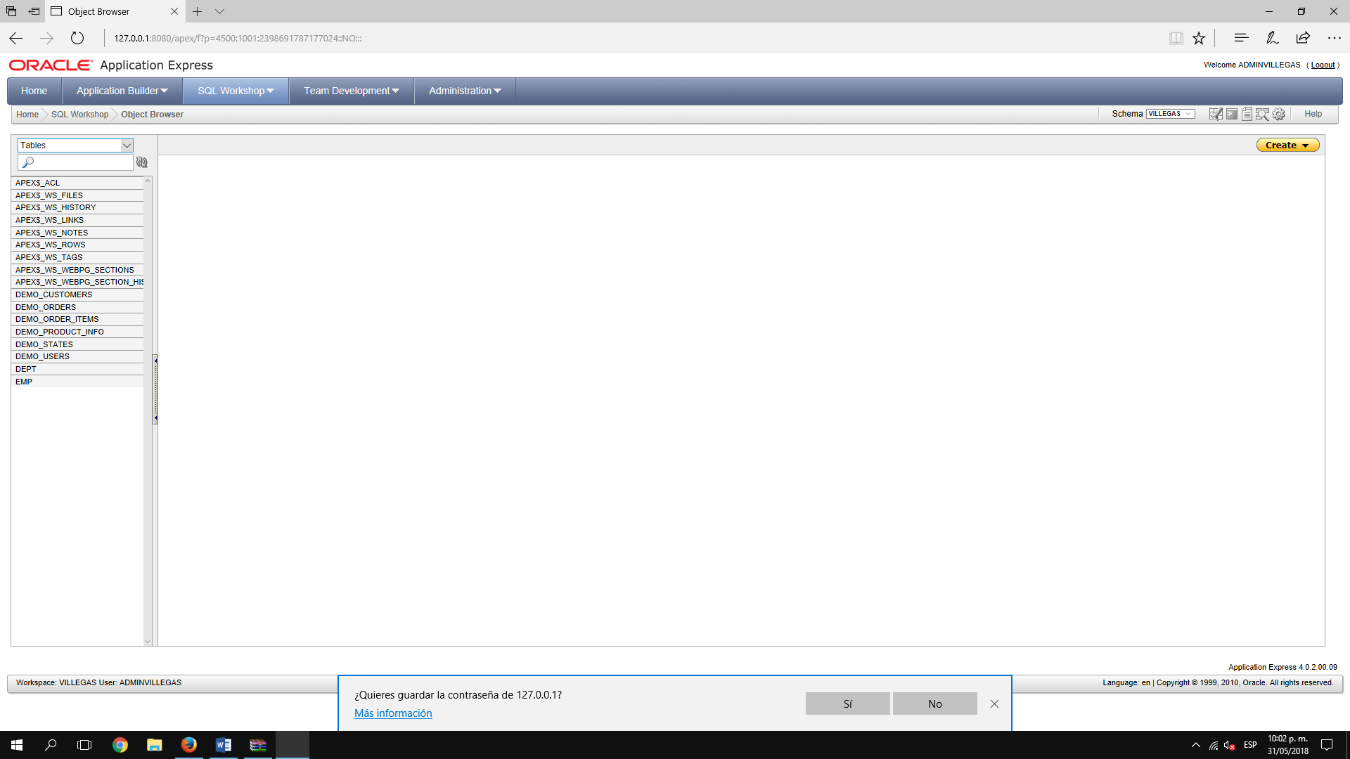 Object Browser
127.0.0.1:8080/apex/f?p=4500:1001:2398691787177024::NO:::
ORACLE Application Express
Welcome ADMINVILLEGAS ( Logout )
Home Application Builder SQL Workshop Team Development Administration
Home SQL Workshop Object Browser
Schema VILLEGAS Help
Tables
Create
APEX$_ACL
APEX$_WS_FILES
APEX$_WS_HISTORY
APEX$_WS_LINKS
APEX$_WS_NOTES
APEX$_WS_ROWS
APEX$_WS_TAGS
APEX$_WS_WEBPG_SECTIONS
APEX$_WS_WEBPG_SECTION_HIS
DEMO_CUSTOMERS
DEMO_ORDERS
DEMO_ORDER_ITEMS
DEMO_PRODUCT_INFO
DEMO_STATES
DEMO_USERS
DEPT
EMP
Application Express 4.0.2.00.09
Workspace: VILLEGAS User: ADMINVILLEGAS
Language: en | Copyright © 1999, 2010, Oracle. All rights reserved.
¿Quieres guardar la contraseña de 127.0.0.1?
Más información
Sí No
ESP
10:02 p. m.
31/05/2018